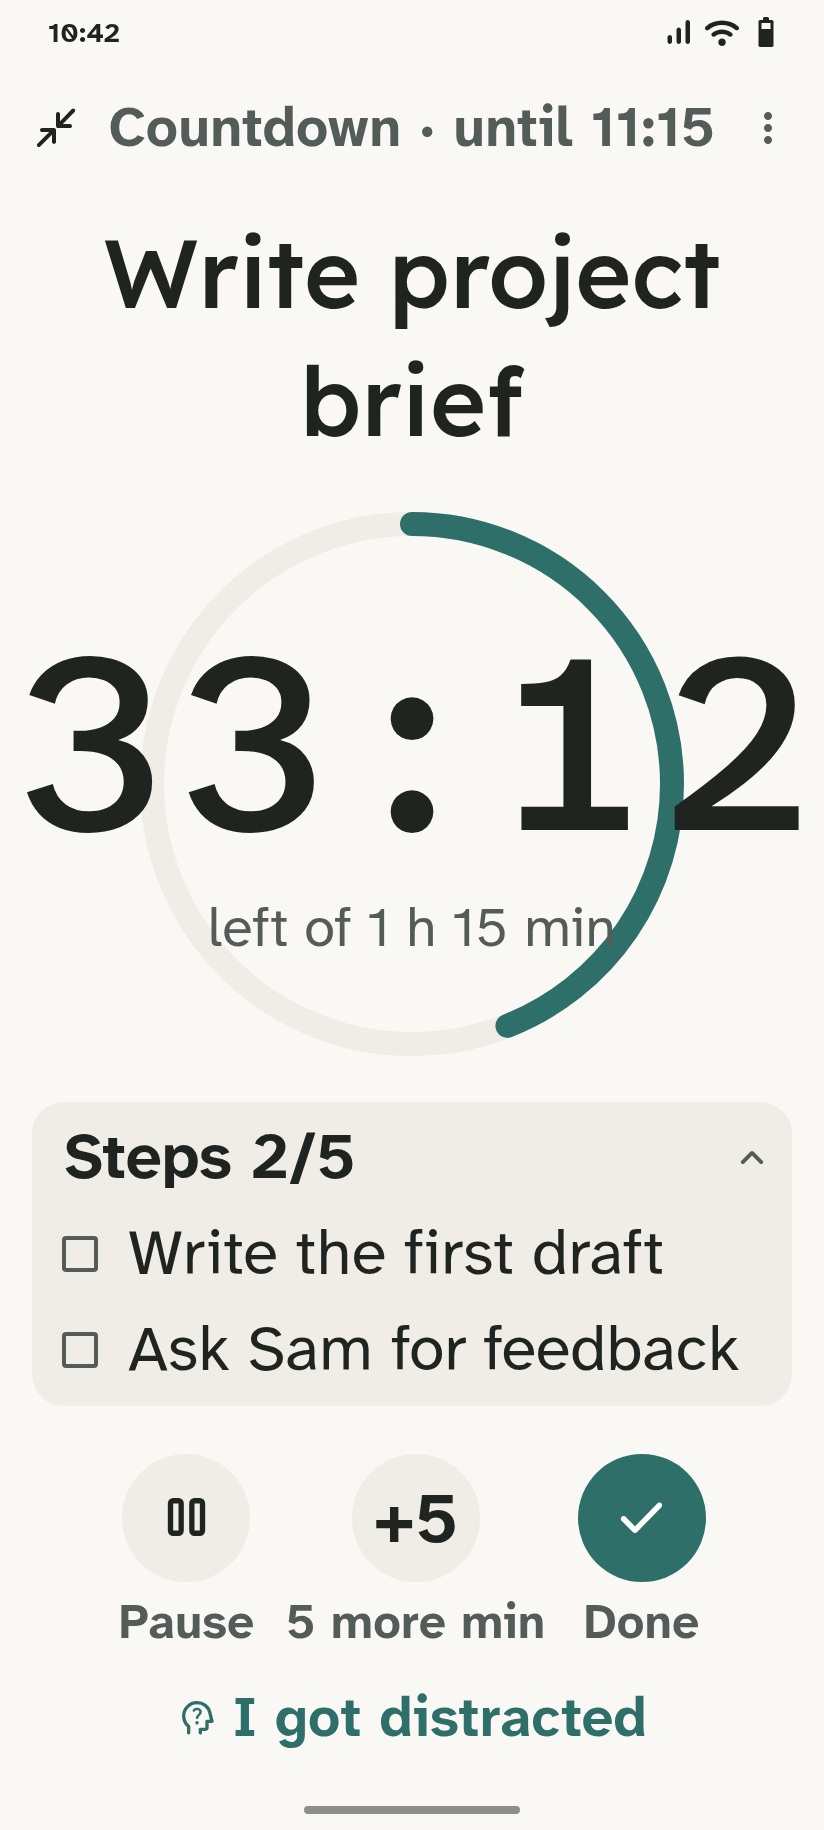 10:42
Countdown · until 11:15
Write project
brief
33:12
left of 1 h 15 min
Steps 2/5
Write the first draft
Ask Sam for feedback
+5
Pause 5 more min Done
I got distracted